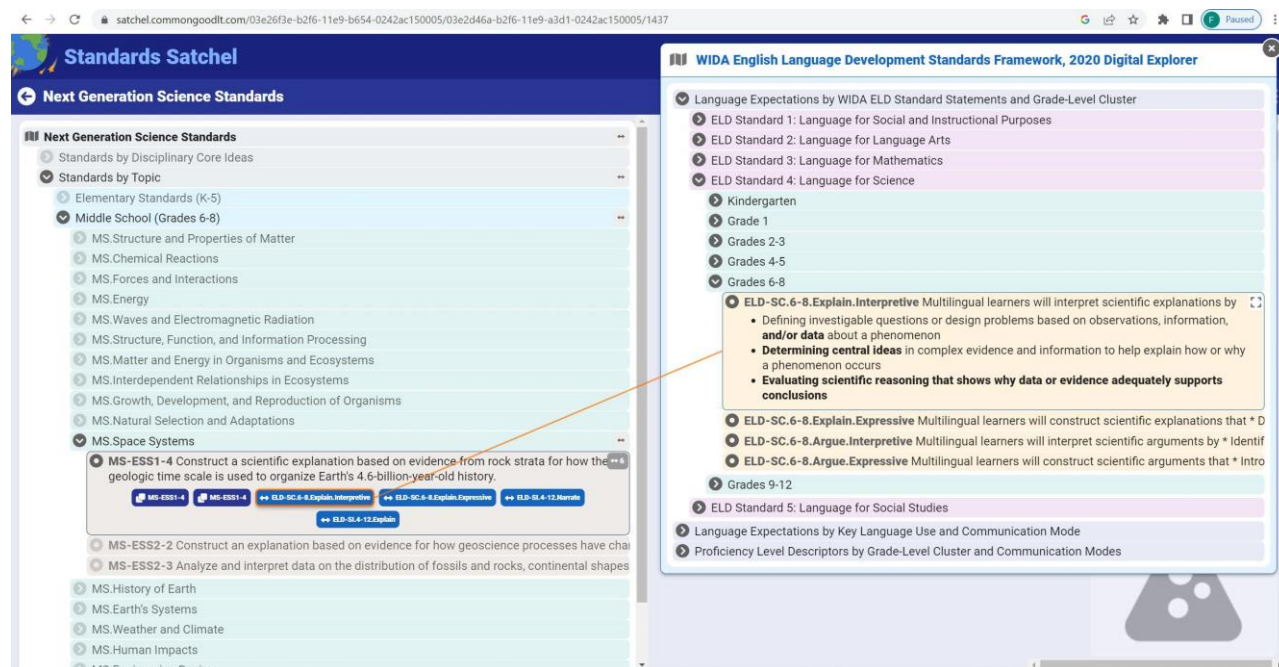 satchel.commongoodlt.com/03e26f3e-b2f6-11e9-b654-0242ac150005/03e2d46a-b2f6-11e9-a3d1-0242ac150005/1437
F Paused
Standards Satchel
Next Generation Science Standards
Next Generation Science Standards
Standards by Disciplinary Core Ideas
Standards by Topic
Elementary Standards (K-5)
Middle School (Grades 6-8)
MS.Structure and Properties of Matter
MS.Chemical Reactions
MS.Forces and Interactions
MS.Energy
MS.Waves and Electromagnetic Radiation
MS.Structure, Function, and Information Processing
MS.Matter and Energy in Organisms and Ecosystems
MS.Interdependent Relationships in Ecosystems
MS.Growth, Development, and Reproduction of Organisms
MS.Natural Selection and Adaptations
MS.Space Systems
MS-ESS1-4 Construct a scientific explanation based on evidence from rock strata for how the
6
geologic time scale is used to organize Earth's 4.6-billion-year-old history.
MS-ESS1-4 MS-ESS1-4 ELD-SC.6-8.Explain.Interpretive ELD-SC.6-8.Explain.Expressive ELD-SI.4-12.Narrate
ELD-SI.4-12.Explain
MS-ESS2-2 Construct an explanation based on evidence for how geoscience processes have cha
MS-ESS2-3 Analyze and interpret data on the distribution of fossils and rocks, continental shapes
MS.History of Earth
MS.Earth's Systems
MS.Weather and Climate
MS.Human Impacts
WIDA English Language Development Standards Framework, 2020 Digital Explorer
Language Expectations by WIDA ELD Standard Statements and Grade-Level Cluster
ELD Standard 1: Language for Social and Instructional Purposes
ELD Standard 2: Language for Language Arts
ELD Standard 3: Language for Mathematics
ELD Standard 4: Language for Science
Kindergarten
Grade 1
Grades 2-3
Grades 4-5
Grades 6-8
ELD-SC.6-8.Explain.Interpretive Multilingual learners will interpret scientific explanations by
• Defining investigable questions or design problems based on observations, information,
and/or data about a phenomenon
• Determining central ideas in complex evidence and information to help explain how or why
a phenomenon occurs
• Evaluating scientific reasoning that shows why data or evidence adequately supports
conclusions
ELD-SC.6-8.Explain.Expressive Multilingual learners will construct scientific explanations that * D
ELD-SC.6-8.Argue.Interpretive Multilingual learners will interpret scientific arguments by * Identif
ELD-SC.6-8.Argue.Expressive Multilingual learners will construct scientific arguments that * Intro
Grades 9-12
ELD Standard 5: Language for Social Studies
Language Expectations by Key Language Use and Communication Mode
Proficiency Level Descriptors by Grade-Level Cluster and Communication Modes